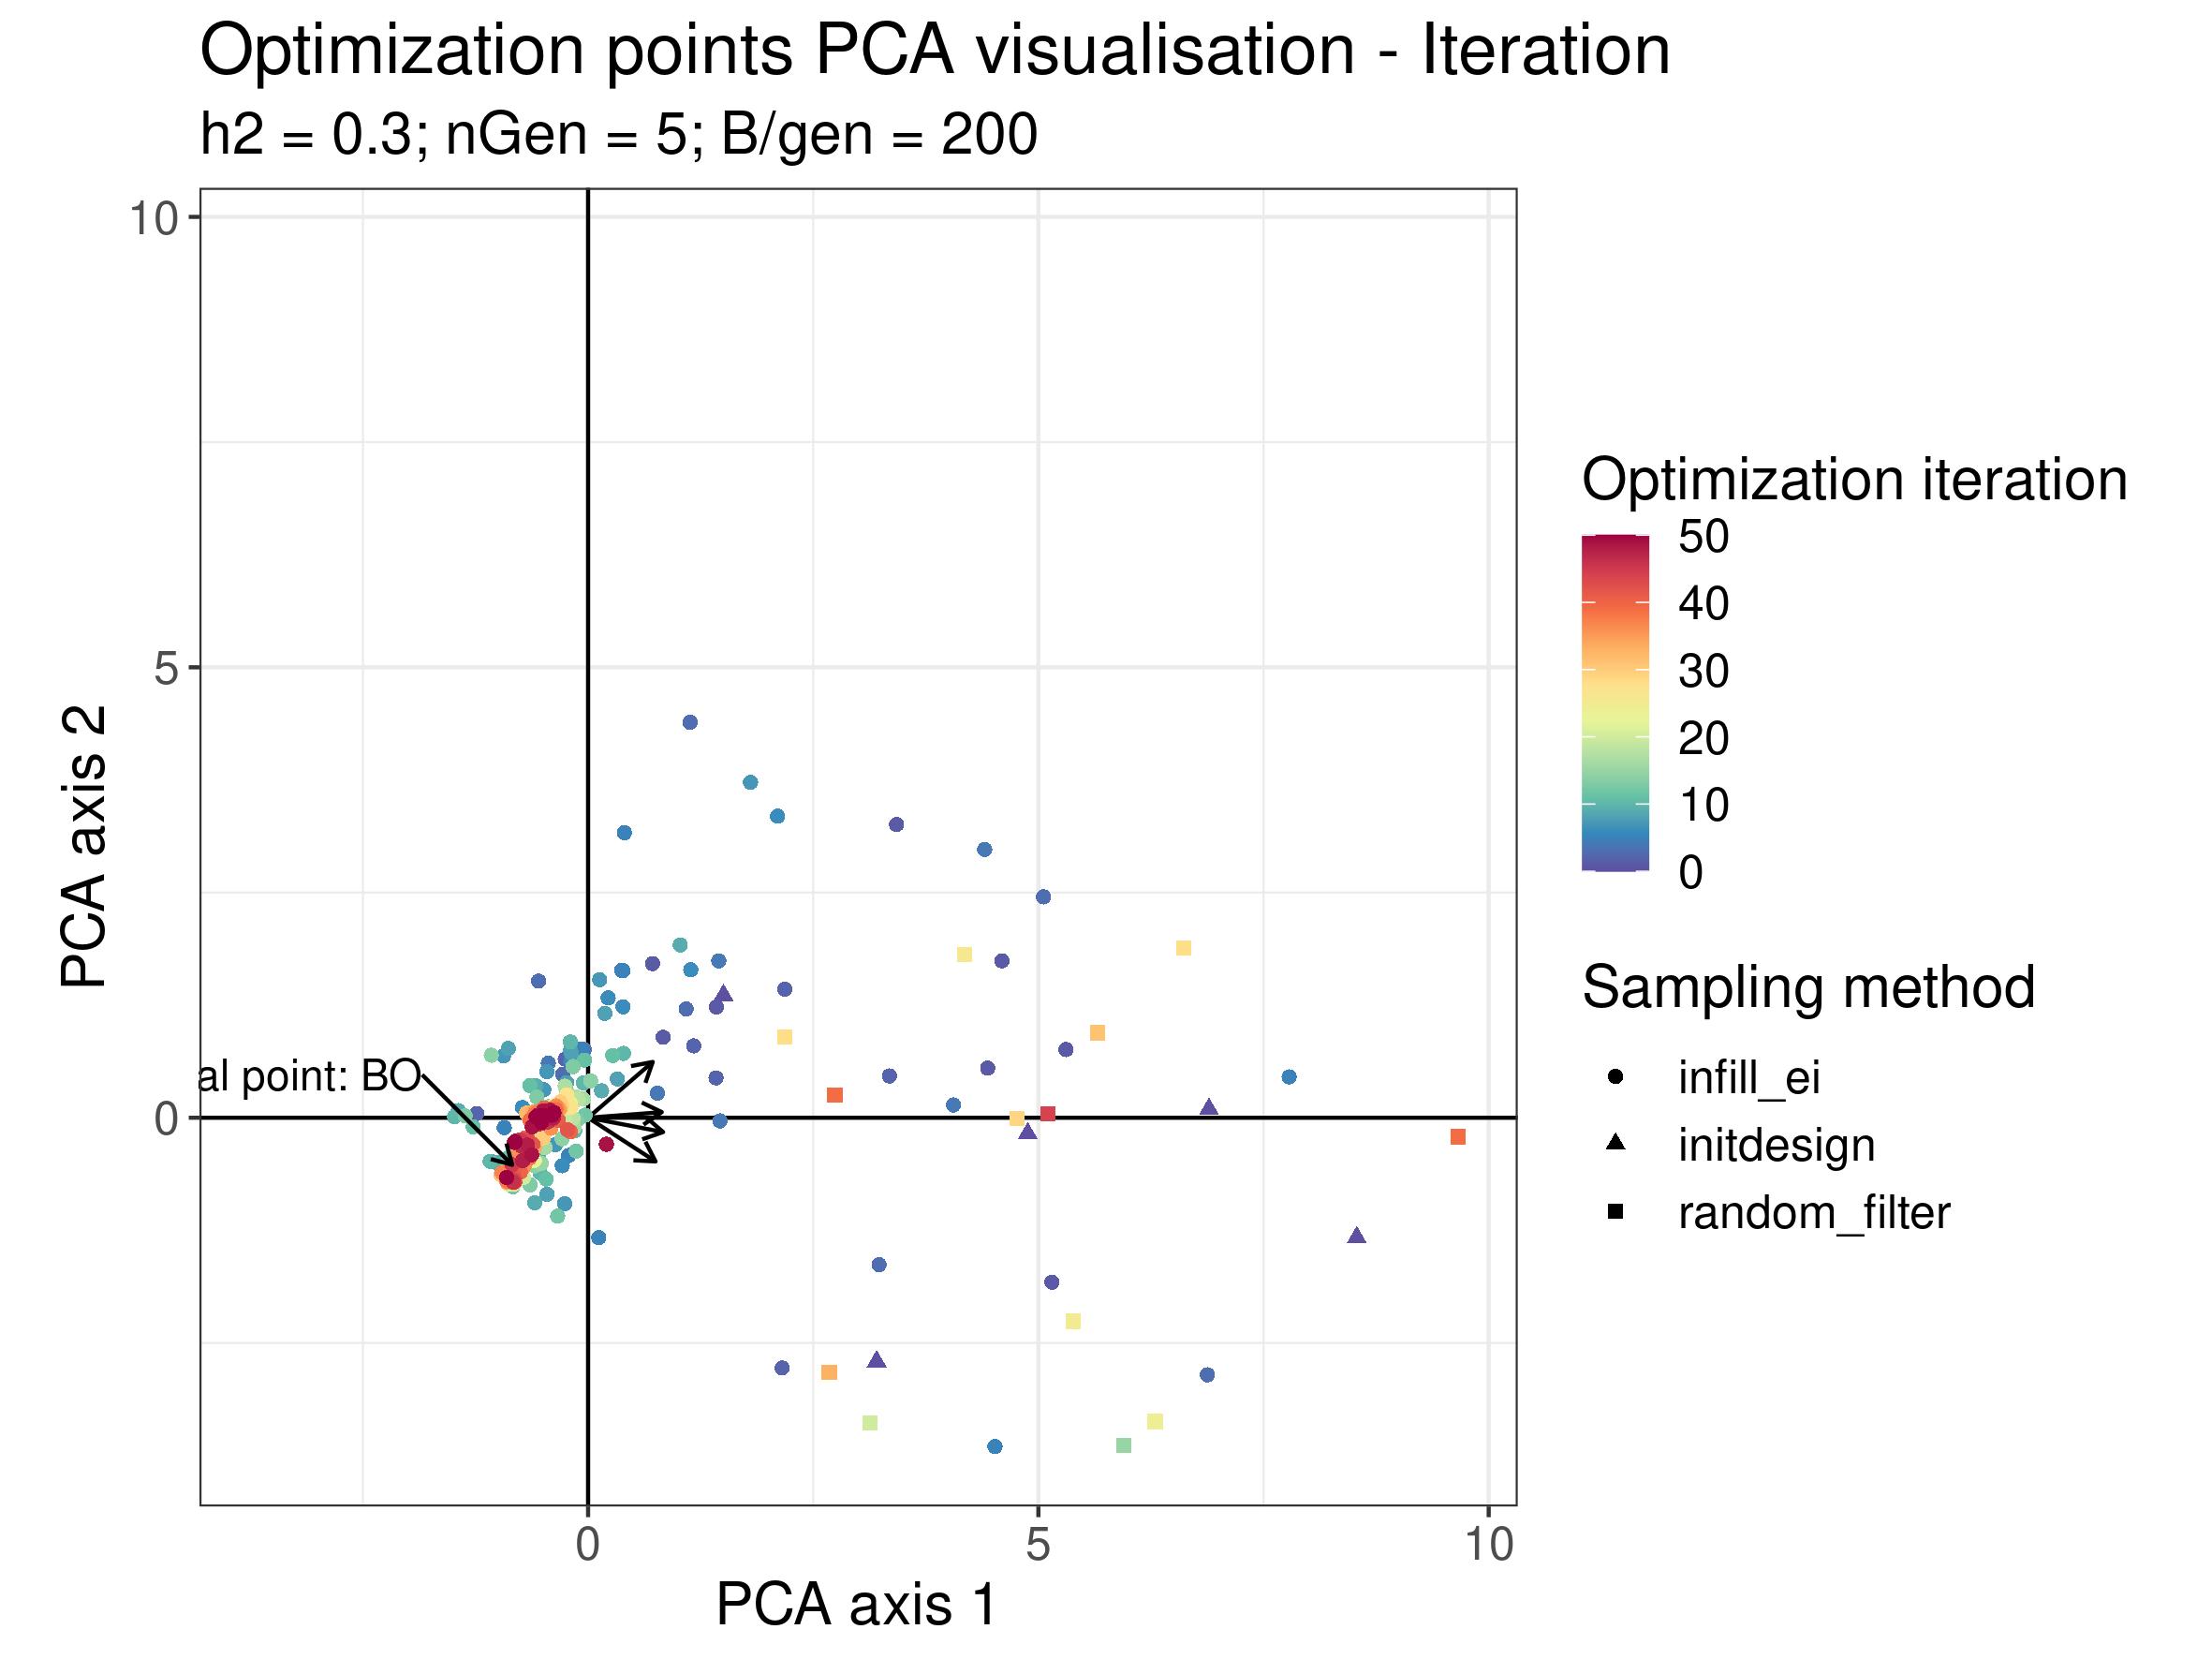 Optimization points PCA visualisation - Iteration
h2 = 0.3; nGen = 5; B/gen = 200
10
5
0
PCA axis 2
al point: BO
0
5
10
PCA axis 1
Optimization iteration
50
40
30
20
10
0
Sampling method
infill_ei
initdesign
random_filter